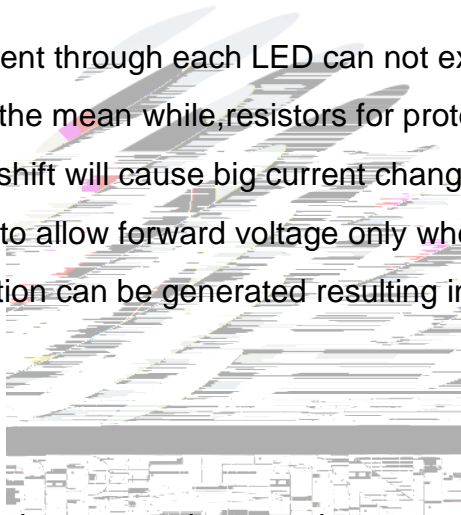 ent through each LED can not ex
the mean while,resistors for prote
shift will cause big current chang
to allow forward voltage only whe
tion can be generated resulting in